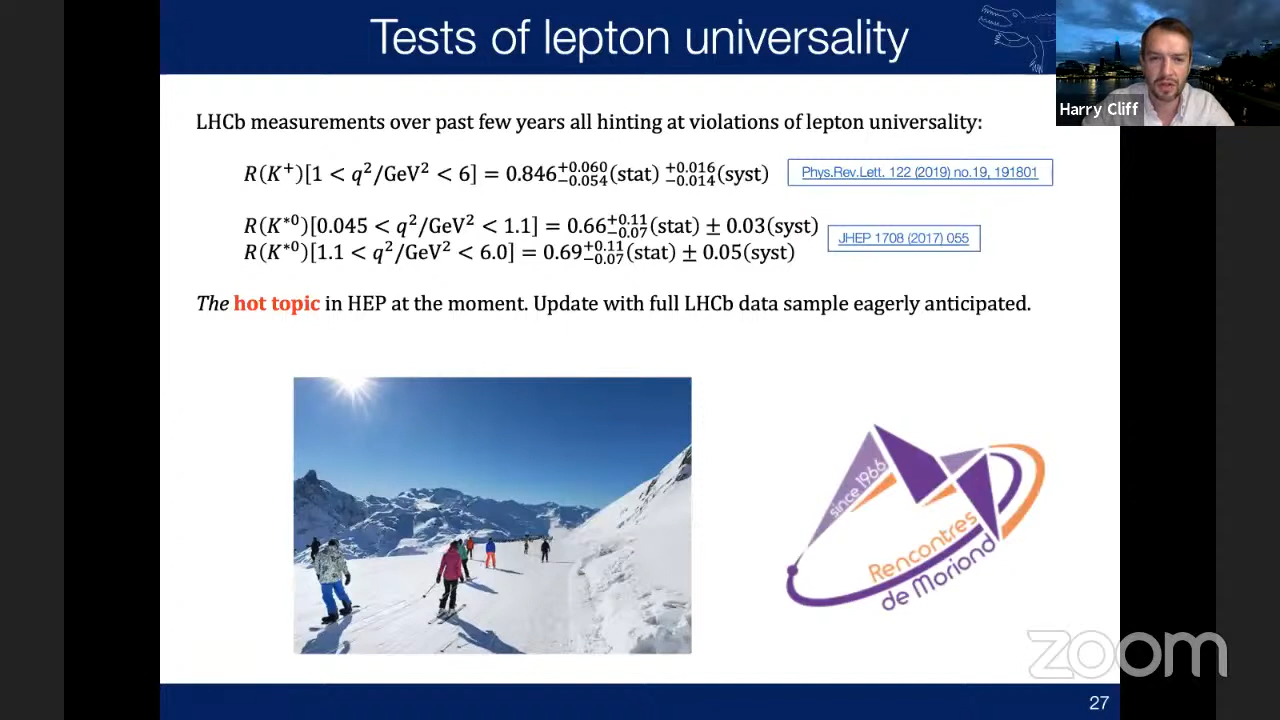 Tests of lepton universality
Harry Cliff
LHCb measurements over past few years all hinting at violations of lepton universality:
R(K⁺)[1 < q²/GeV² < 6] = 0.846 +0.060 −0.054 (stat) +0.016 −0.014 (syst)
Phys.Rev.Lett. 122 (2019) no.19, 191801
R(K*⁰)[0.045 < q²/GeV² < 1.1] = 0.66 +0.11 −0.07 (stat) ± 0.03(syst)
R(K*⁰)[1.1 < q²/GeV² < 6.0] = 0.69 +0.11 −0.07 (stat) ± 0.05(syst)
JHEP 1708 (2017) 055
The hot topic in HEP at the moment. Update with full LHCb data sample eagerly anticipated.
since 1966
Rencontres
de Moriond
zoom
27